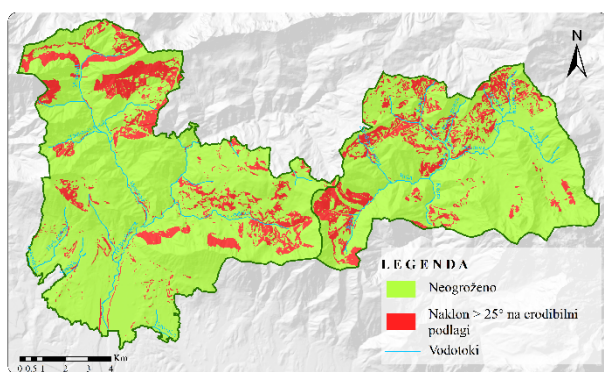 N
LEGENDA
Neogroženo
Naklon > 25° na erodibilni
podlagi
Vodotoki
Km
0 0.5 1 2 3 4